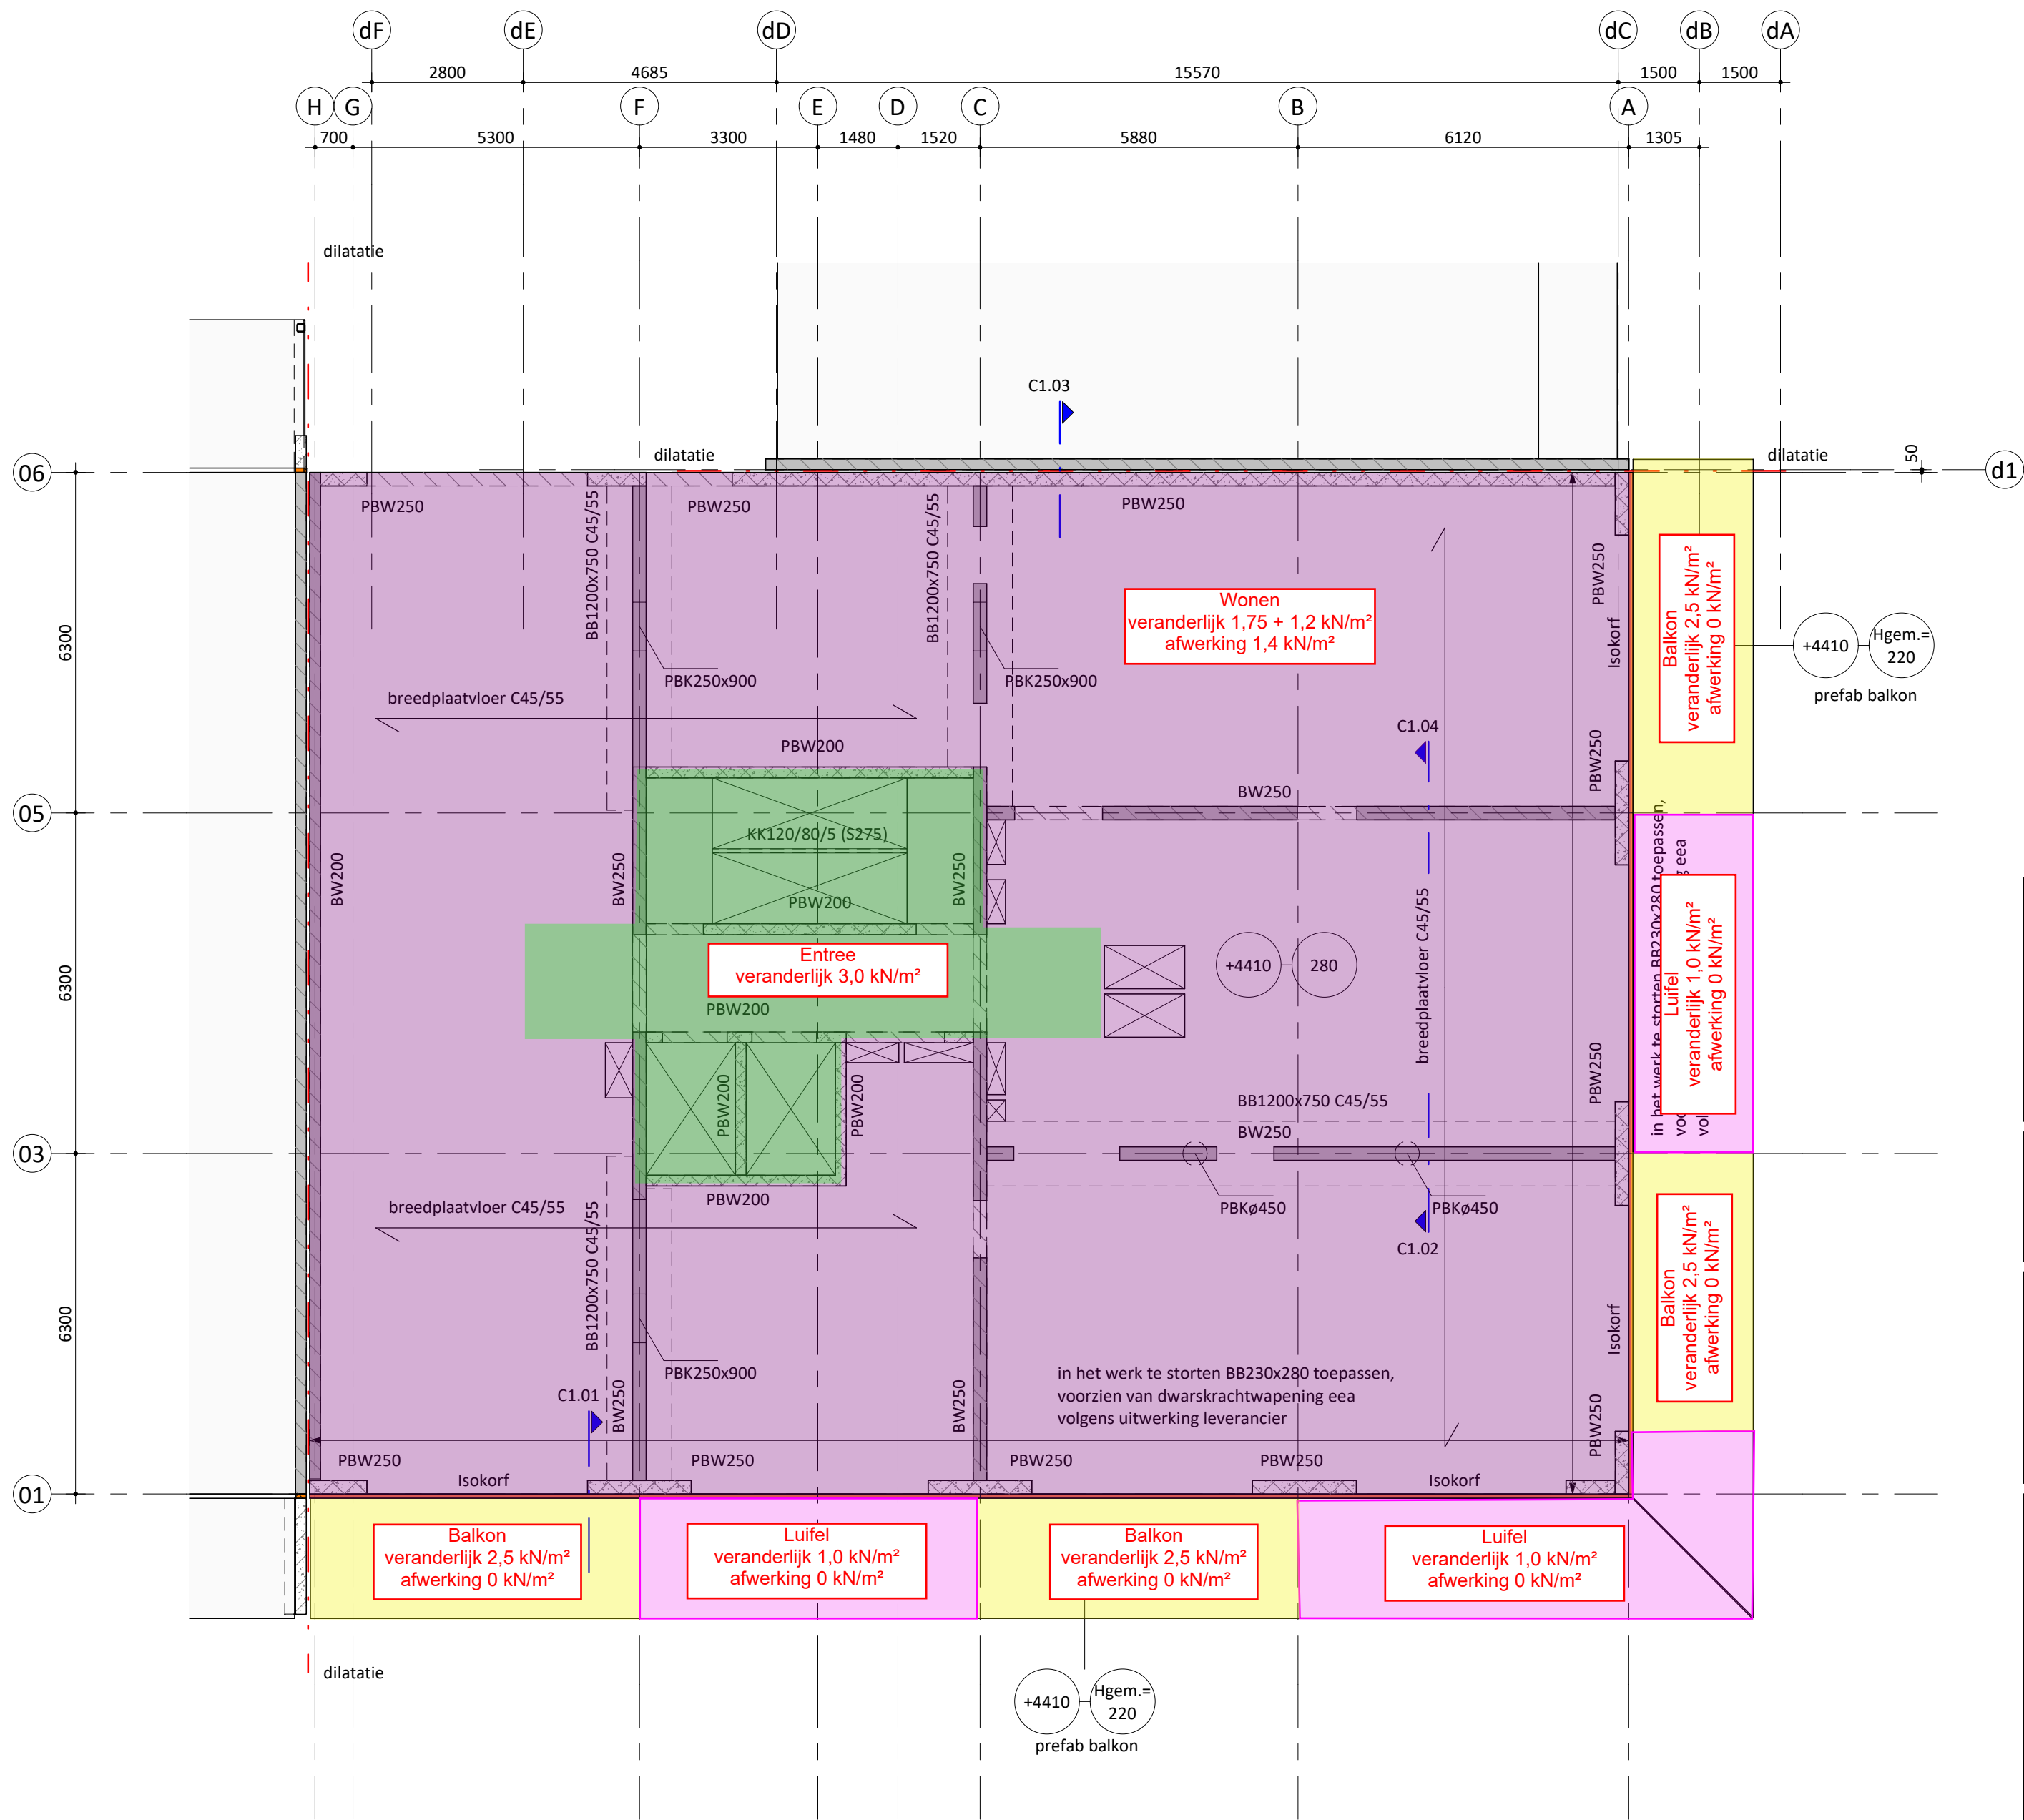 dF
dE
dD
dC
dB
dA
2800
4685
15570
1500
1500
H
G
F
E
D
C
B
A
700
5300
3300
1480
1520
5880
6120
1305
dilatatie
C1.03
06
dilatatie
dilatatie
50
d1
PBW250
BB1200x750 C45/55
PBW250
BB1200x750 C45/55
PBW250
PBW250
Isokorf
Wonen
veranderlijk 1,75 + 1,2 kN/m²
afwerking 1,4 kN/m²
Balkon
veranderlijk 2,5 kN/m²
afwerking 0 kN/m²
+4410
Hgem.=
220
prefab balkon
6300
PBK250x900
PBK250x900
breedplaatvloer C45/55
C1.04
PBW200
PBW250
BW250
05
KK120/80/5 (S275)
BW200
BW250
BW250
PBW200
breedplaatvloer C45/55
in het werk te storten BB230x280 toepassen,
eea
Luifel
veranderlijk 1,0 kN/m²
afwerking 0 kN/m²
Entree
veranderlijk 3,0 kN/m²
+4410
280
6300
PBW200
PBW200
PBW200
BB1200x750 C45/55
BW250
PBW250
03
PBW200
breedplaatvloer C45/55
BB1200x750 C45/55
PBKø450
PBKø450
C1.02
Balkon
veranderlijk 2,5 kN/m²
afwerking 0 kN/m²
Isokorf
6300
PBK250x900
C1.01
BW250
BW250
in het werk te storten BB230x280 toepassen,
voorzien van dwarskrachtwapening eea
volgens uitwerking leverancier
PBW250
PBW250
PBW250
PBW250
PBW250
Isokorf
Isokorf
01
Balkon
veranderlijk 2,5 kN/m²
afwerking 0 kN/m²
Luifel
veranderlijk 1,0 kN/m²
afwerking 0 kN/m²
Balkon
veranderlijk 2,5 kN/m²
afwerking 0 kN/m²
Luifel
veranderlijk 1,0 kN/m²
afwerking 0 kN/m²
dilatatie
+4410
Hgem.=
220
prefab balkon